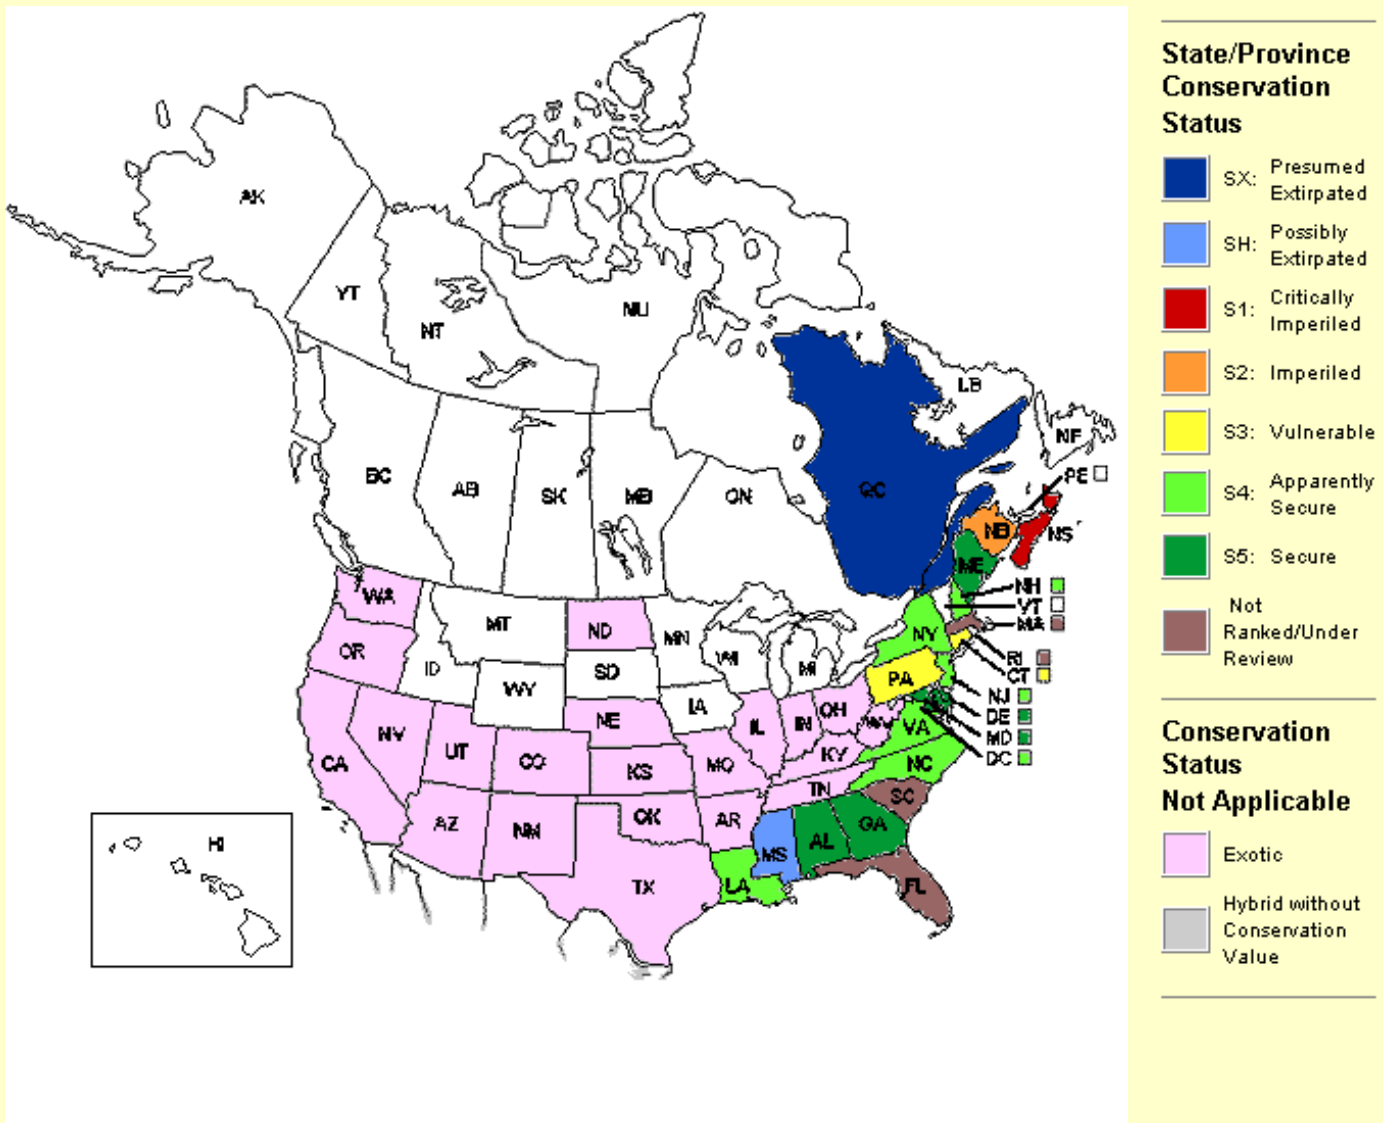 AK
YT
NT
NU
BC
AB
SK
MB
ON
QC
LB
NF
PE
NB
NS
ME
NH
VT
MA
RI
CT
NJ
DE
MD
DC
WA
OR
CA
NV
ID
MT
WY
UT
AZ
CO
NM
ND
SD
NE
KS
OK
TX
MN
IA
MO
AR
LA
WI
IL
MI
IN
OH
KY
TN
MS
AL
GA
FL
SC
NC
VA
WV
PA
NY
HI
State/Province
Conservation
Status
SX: Presumed
Extirpated
SH: Possibly
Extirpated
S1: Critically
Imperiled
S2: Imperiled
S3: Vulnerable
S4: Apparently
Secure
S5: Secure
Not
Ranked/Under
Review
Conservation
Status
Not Applicable
Exotic
Hybrid without
Conservation
Value